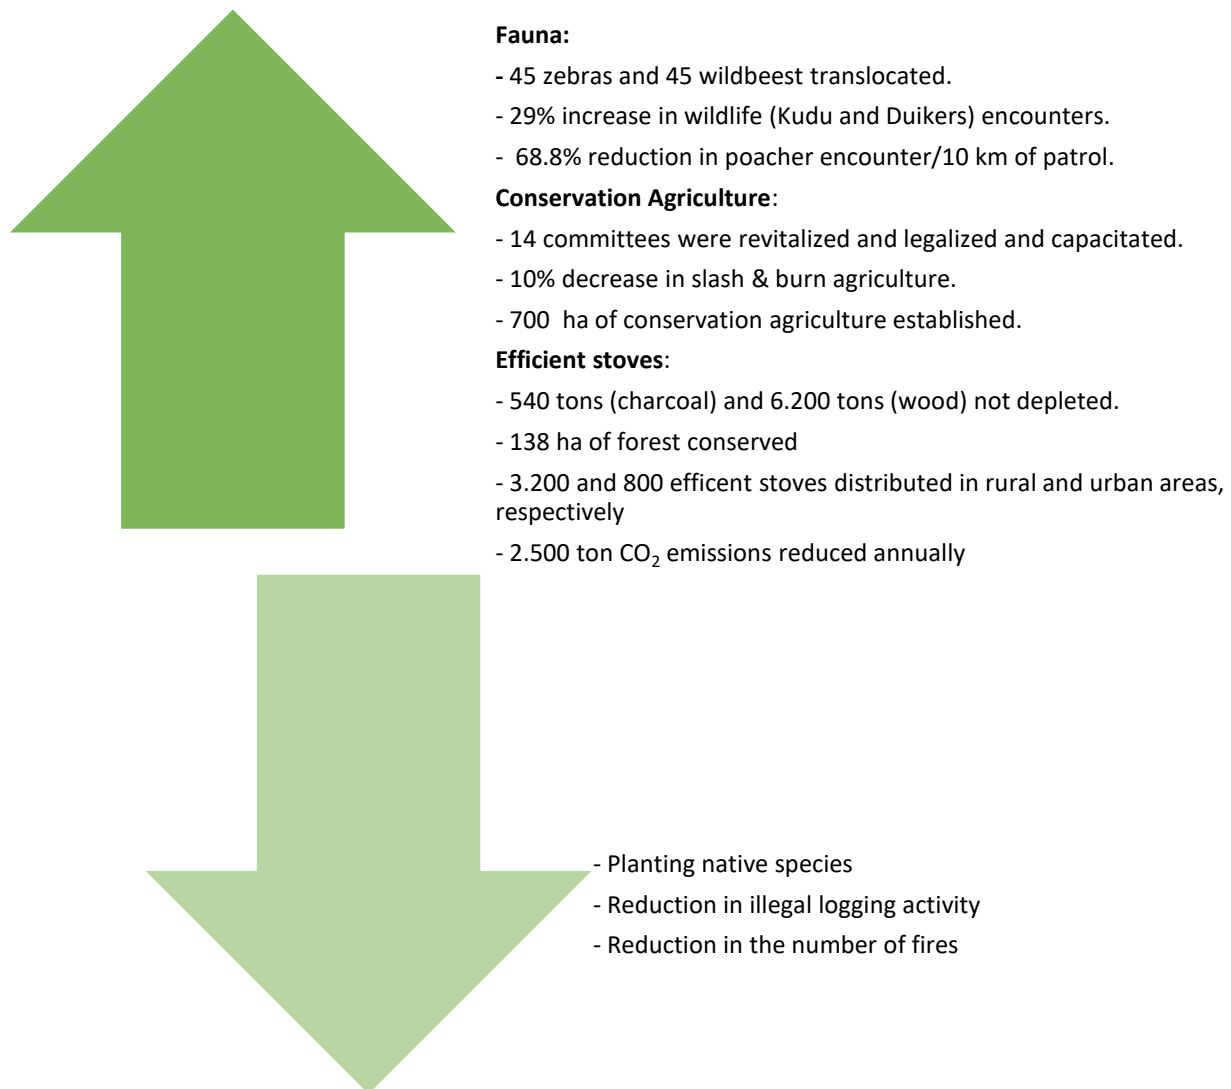 Fauna:
- 45 zebras and 45 wildbeest translocated.
- 29% increase in wildlife (Kudu and Duikers) encounters.
- 68.8% reduction in poacher encounter/10 km of patrol.
Conservation Agriculture:
- 14 committees were revitalized and legalized and capacitated.
- 10% decrease in slash & burn agriculture.
- 700 ha of conservation agriculture established.
Efficient stoves:
- 540 tons (charcoal) and 6.200 tons (wood) not depleted.
- 138 ha of forest conserved
- 3.200 and 800 efficent stoves distributed in rural and urban areas,
respectively
- 2.500 ton CO₂ emissions reduced annually
- Planting native species
- Reduction in illegal logging activity
- Reduction in the number of fires